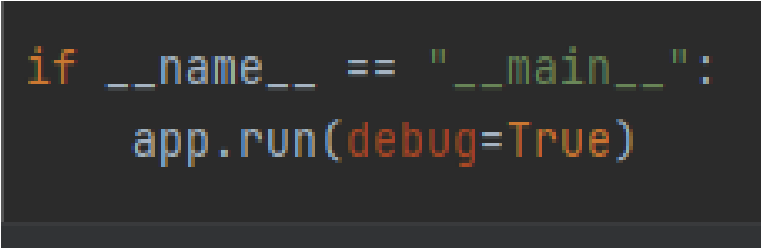 if __name__ == "__main__":
    app.run(debug=True)